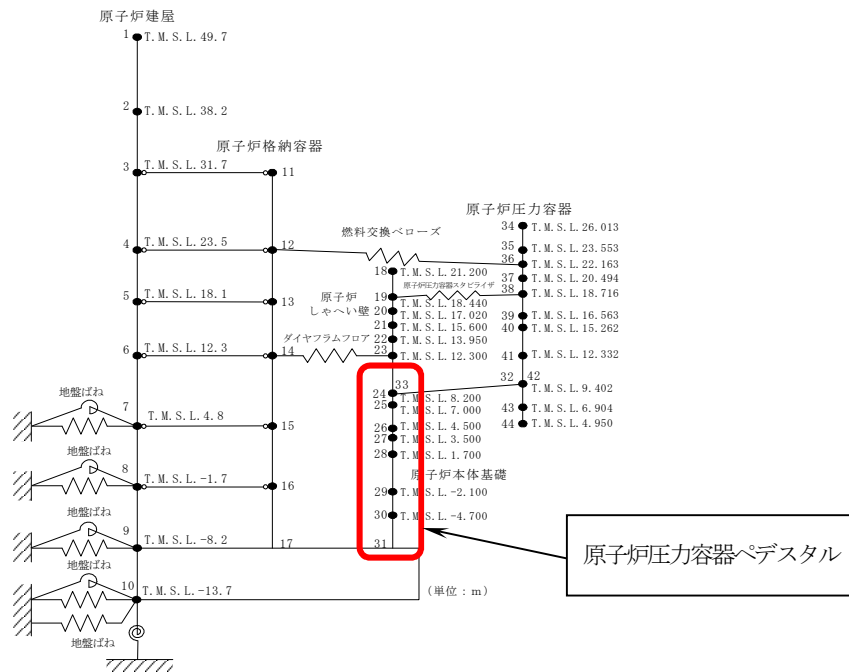 原子炉建屋
1 T.M.S.L.49.7
2 T.M.S.L.38.2
原子炉格納容器
3 T.M.S.L.31.7
11
原子炉圧力容器
34 T.M.S.L.26.013
燃料交換ベローズ
4 T.M.S.L.23.5
12
35 T.M.S.L.23.553
36 T.M.S.L.22.163
18 T.M.S.L.21.200
37 T.M.S.L.20.494
原子炉圧力容器スタビライザ
5 T.M.S.L.18.1
13
原子炉
しゃへい壁
19 T.M.S.L.18.440
38 T.M.S.L.18.716
20 T.M.S.L.17.020
39 T.M.S.L.16.563
21 T.M.S.L.15.600
40 T.M.S.L.15.262
ダイヤフラムフロア
22 T.M.S.L.13.950
6 T.M.S.L.12.3
14
23 T.M.S.L.12.300
41 T.M.S.L.12.332
33
32 42
T.M.S.L.9.402
地盤ばね
24 T.M.S.L.8.200
25 T.M.S.L.7.000
43 T.M.S.L.6.904
7 T.M.S.L.4.8
15
26 T.M.S.L.4.500
44 T.M.S.L.4.950
27 T.M.S.L.3.500
地盤ばね
28 T.M.S.L.1.700
原子炉本体基礎
8 T.M.S.L.-1.7
16
29 T.M.S.L.-2.100
地盤ばね
30 T.M.S.L.-4.700
9 T.M.S.L.-8.2
17
31
原子炉圧力容器ペデスタル
地盤ばね
10 T.M.S.L.-13.7
(単位：m)
地盤ばね